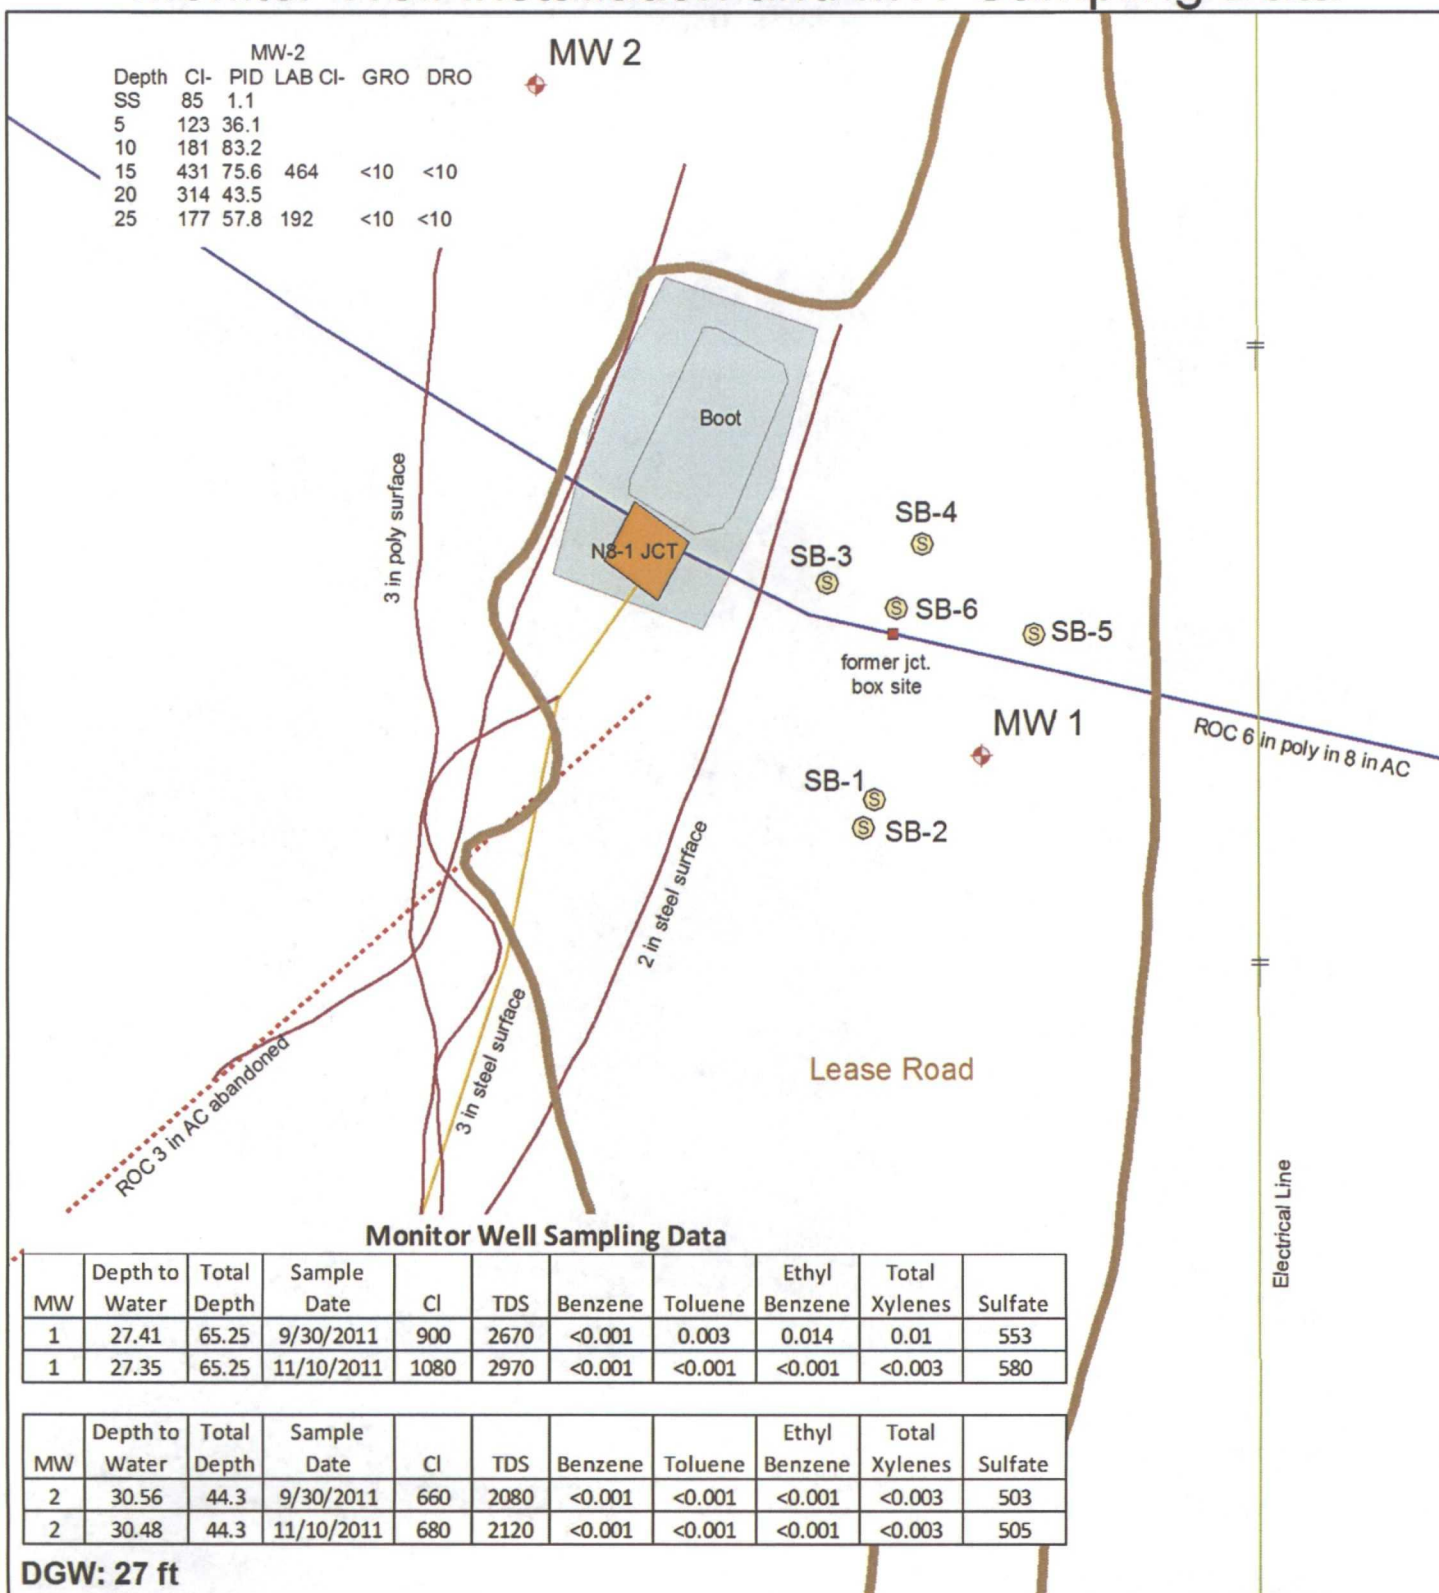 MW 2
MW-2
Depth Cl- PID LAB Cl- GRO DRO
SS 85 1.1
5 123 36.1
10 181 83.2
15 431 75.6 464 <10 <10
20 314 43.5
25 177 57.8 192 <10 <10
Boot
3 in poly surface
N8-1 JCT
SB-4
SB-3
SB-6
SB-5
former jct.
box site
MW 1
ROC 6 in poly in 8 in AC
SB-1
SB-2
2 in steel surface
3 in steel surface
ROC 3 in AC abandoned
Lease Road
Electrical Line
Monitor Well Sampling Data
MW Depth to Water Total Depth Sample Date Cl TDS Benzene Toluene Ethyl Benzene Total Xylenes Sulfate
1 27.41 65.25 9/30/2011 900 2670 <0.001 0.003 0.014 0.01 553
1 27.35 65.25 11/10/2011 1080 2970 <0.001 <0.001 <0.001 <0.003 580
MW Depth to Water Total Depth Sample Date Cl TDS Benzene Toluene Ethyl Benzene Total Xylenes Sulfate
2 30.56 44.3 9/30/2011 660 2080 <0.001 <0.001 <0.001 <0.003 503
2 30.48 44.3 11/10/2011 680 2120 <0.001 <0.001 <0.001 <0.003 505
DGW: 27 ft